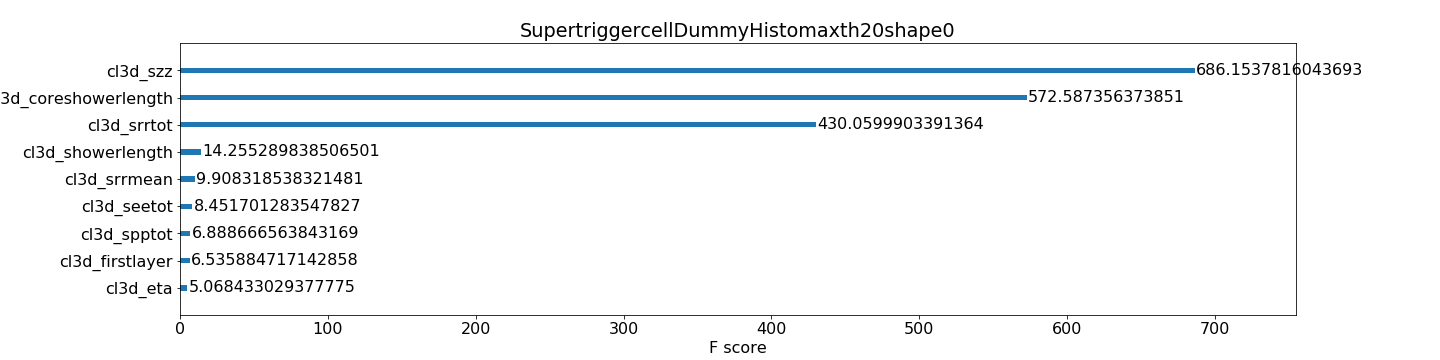 SupertriggercellDummyHistomaxth20shape0
cl3d_szz 686.1537816043693
3d_coreshowerlength 572.587356373851
cl3d_srrtot 430.0599903391364
cl3d_showerlength 14.255289838506501
cl3d_srrmean 9.908318538321481
cl3d_seetot 8.451701283547827
cl3d_spptot 6.888666563843169
cl3d_firstlayer 6.535884717142858
cl3d_eta 5.068433029377775
0 100 200 300 400 500 600 700
F score